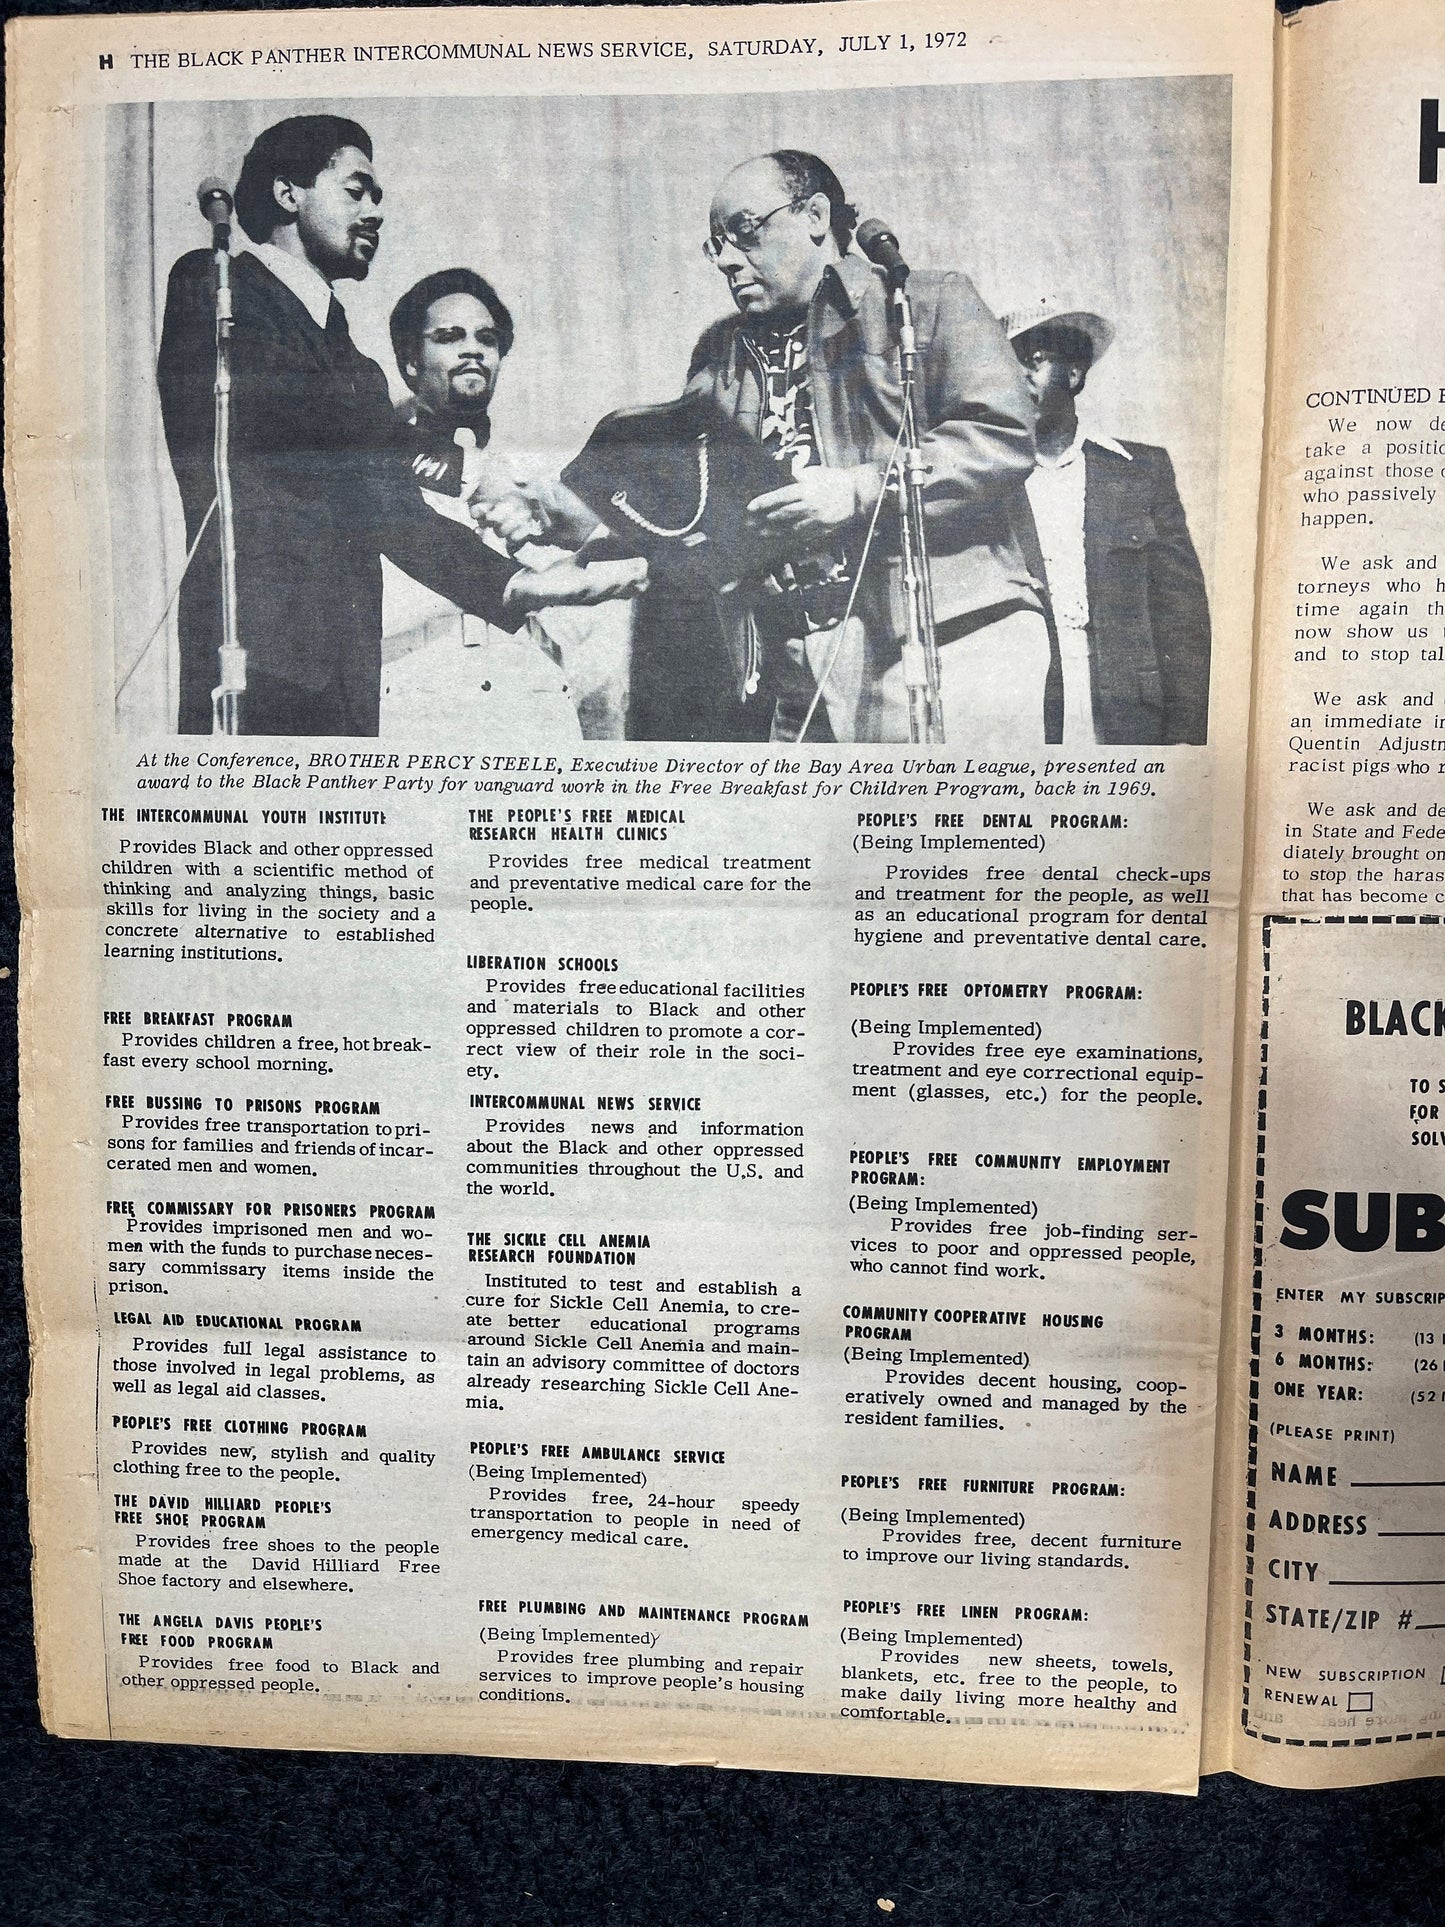 H THE BLACK PANTHER INTERCOMMUNAL NEWS SERVICE, SATURDAY, JULY 1, 1972
At the Conference, BROTHER PERCY STEELE, Executive Director of the Bay Area Urban League, presented an
award to the Black Panther Party for vanguard work in the Free Breakfast for Children Program, back in 1969.
THE INTERCOMMUNAL YOUTH INSTITUTE
Provides Black and other oppressed
children with a scientific method of
thinking and analyzing things, basic
skills for living in the society and a
concrete alternative to established
learning institutions.
FREE BREAKFAST PROGRAM
Provides children a free, hot break-
fast every school morning.
FREE BUSSING TO PRISONS PROGRAM
Provides free transportation to pri-
sons for families and friends of incar-
cerated men and women.
FREE COMMISSARY FOR PRISONERS PROGRAM
Provides imprisoned men and wo-
men with the funds to purchase neces-
sary commissary items inside the
prison.
LEGAL AID EDUCATIONAL PROGRAM
Provides full legal assistance to
those involved in legal problems, as
well as legal aid classes.
PEOPLE'S FREE CLOTHING PROGRAM
Provides new, stylish and quality
clothing free to the people.
THE DAVID HILLIARD PEOPLE'S
FREE SHOE PROGRAM
Provides free shoes to the people
made at the David Hilliard Free
Shoe factory and elsewhere.
THE ANGELA DAVIS PEOPLE'S
FREE FOOD PROGRAM
Provides free food to Black and
other oppressed people.
THE PEOPLE'S FREE MEDICAL
RESEARCH HEALTH CLINICS
Provides free medical treatment
and preventative medical care for the
people.
LIBERATION SCHOOLS
Provides free educational facilities
and materials to Black and other
oppressed children to promote a cor-
rect view of their role in the soci-
ety.
INTERCOMMUNAL NEWS SERVICE
Provides news and information
about the Black and other oppressed
communities throughout the U.S. and
the world.
THE SICKLE CELL ANEMIA
RESEARCH FOUNDATION
Instituted to test and establish a
cure for Sickle Cell Anemia, to cre-
ate better educational programs
around Sickle Cell Anemia and main-
tain an advisory committee of doctors
already researching Sickle Cell Ane-
mia.
PEOPLE'S FREE AMBULANCE SERVICE
(Being Implemented)
Provides free, 24-hour speedy
transportation to people in need of
emergency medical care.
FREE PLUMBING AND MAINTENANCE PROGRAM
(Being Implemented)
Provides free plumbing and repair
services to improve people's housing
conditions.
PEOPLE'S FREE DENTAL PROGRAM:
(Being Implemented)
Provides free dental check-ups
and treatment for the people, as well
as an educational program for dental
hygiene and preventative dental care.
PEOPLE'S FREE OPTOMETRY PROGRAM:
(Being Implemented)
Provides free eye examinations,
treatment and eye correctional equip-
ment (glasses, etc.) for the people.
PEOPLE'S FREE COMMUNITY EMPLOYMENT
PROGRAM:
(Being Implemented)
Provides free job-finding ser-
vices to poor and oppressed people,
who cannot find work.
COMMUNITY COOPERATIVE HOUSING
PROGRAM
(Being Implemented)
Provides decent housing, coop-
eratively owned and managed by the
resident families.
PEOPLE'S FREE FURNITURE PROGRAM:
(Being Implemented)
Provides free, decent furniture
to improve our living standards.
PEOPLE'S FREE LINEN PROGRAM:
(Being Implemented)
Provides new sheets, towels,
blankets, etc. free to the people, to
make daily living more healthy and
comfortable.
CONTINUED
We now
take a
against those
who passively
happen.
We ask and
torneys who
time again
now show us
and to stop
We ask and
an immediate
Quentin
racist pigs who
We ask and
in State and
diately brought on
to stop the
that has become
BLACK
TO
FOR
SUB
ENTER MY
3 MONTHS: (13
6 MONTHS: (26
ONE YEAR: (52
(PLEASE PRINT)
NAME
ADDRESS
CITY
STATE/ZIP #
NEW SUBSCRIPTION
RENEWAL